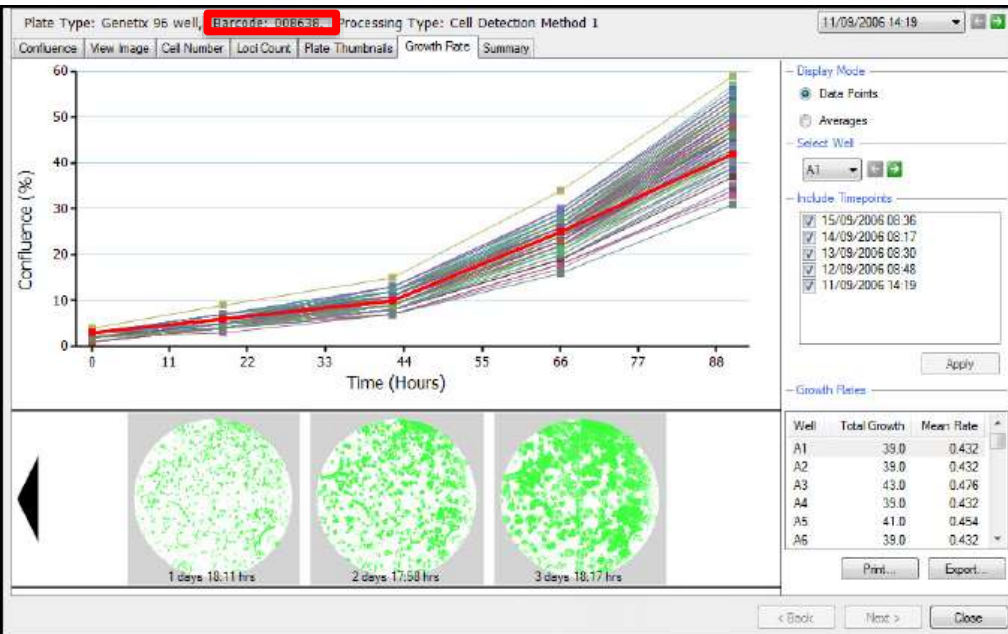 Plate Type: Genetix 96 well, Barcode: 008638, Processing Type: Cell Detection Method 1
11/09/2006 14:19
Confluence View Image Cell Number Loci Count Plate Thumbnails Growth Rate Summary
60
50
40
30
20
10
0
Confluence (%)
0 11 22 33 44 55 66 77 88
Time (Hours)
Display Mode
Data Points
Averages
Select Well
A1
Include Timepoints
15/09/2006 08:36
14/09/2006 08:17
13/09/2006 08:30
12/09/2006 08:48
11/09/2006 14:19
Apply
1 days 18:11 hrs
2 days 17:58 hrs
3 days 18:17 hrs
Growth Rates
Well Total Growth Mean Rate
A1 39.0 0.432
A2 39.0 0.432
A3 43.0 0.476
A4 39.0 0.432
A5 41.0 0.454
A6 39.0 0.432
Print... Export...
< Back Next > Close